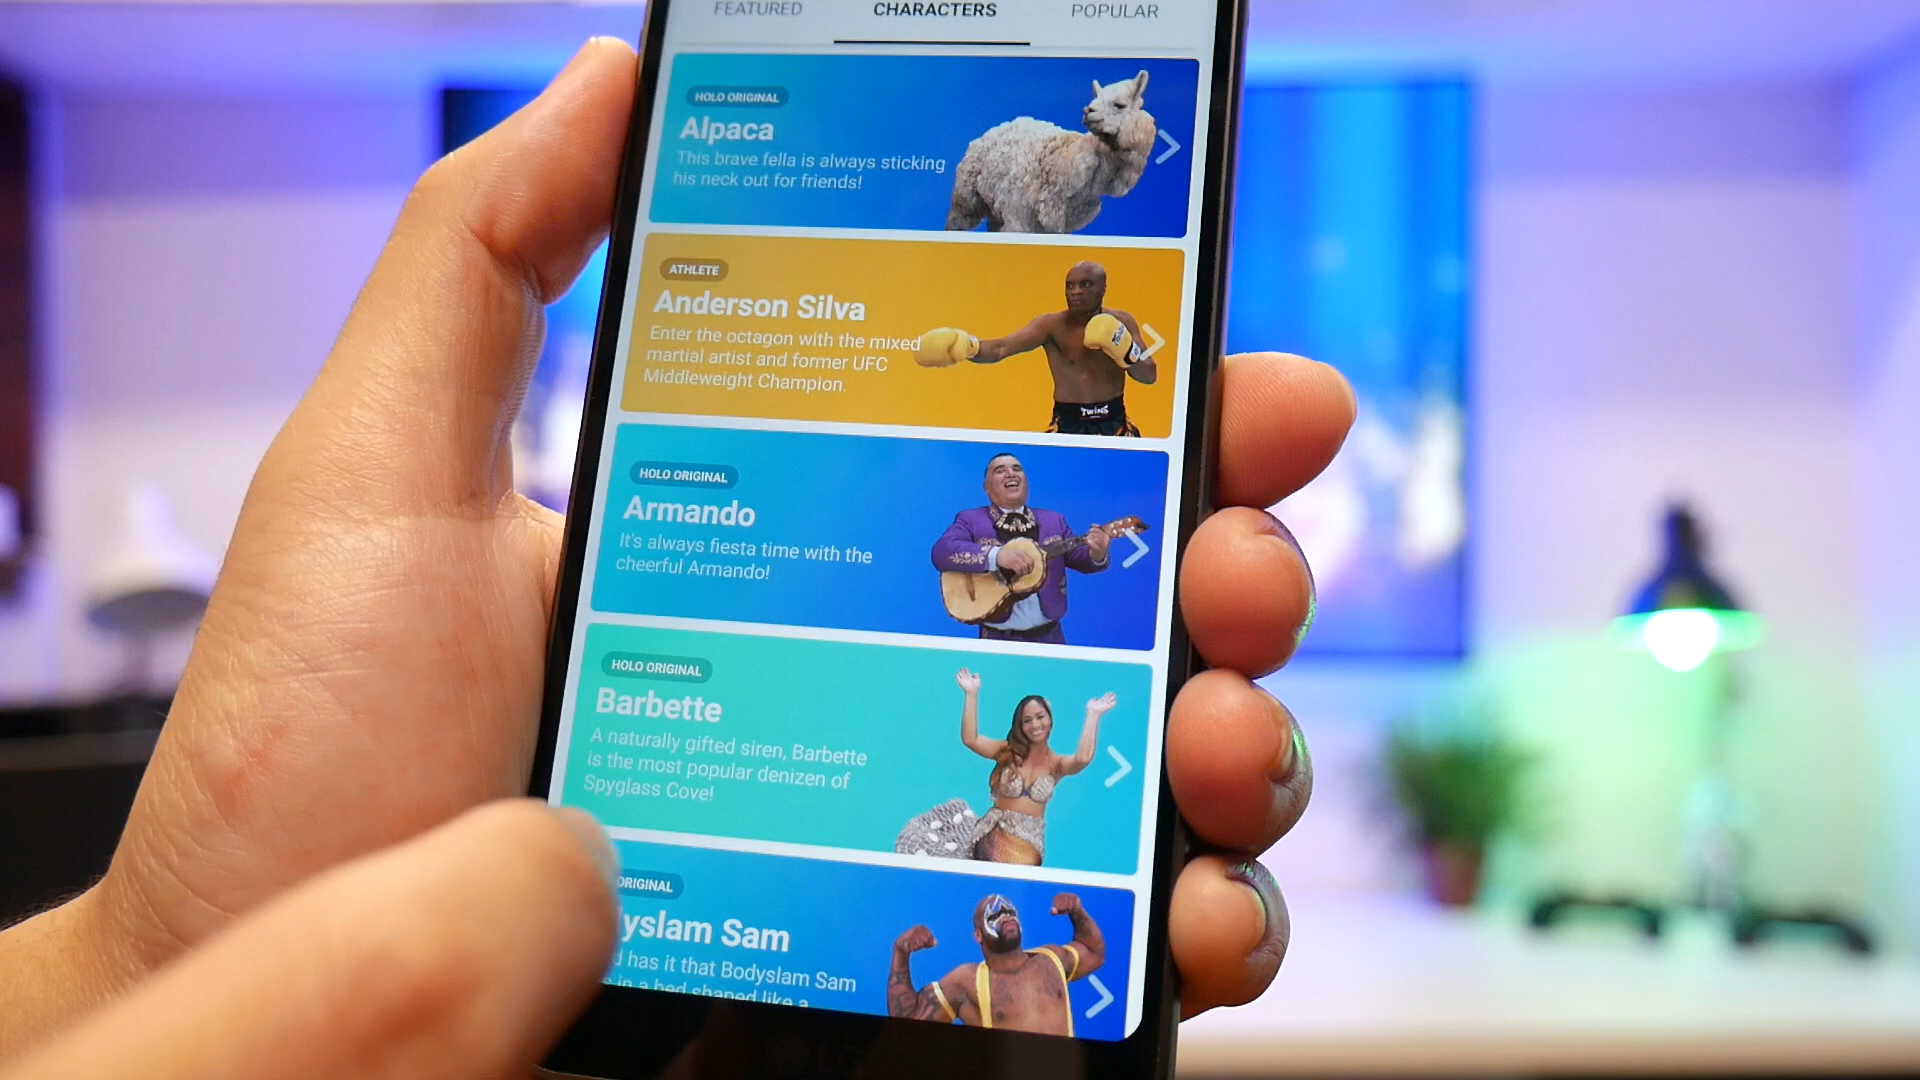 FEATURED
CHARACTERS
POPULAR
HOLO ORIGINAL
Alpaca
This brave fella is always sticking
his neck out for friends!
ATHLETE
Anderson Silva
Enter the octagon with the mixed
martial artist and former UFC
Middleweight Champion.
TWINS
HOLO ORIGINAL
Armando
It's always fiesta time with the
cheerful Armando!
HOLO ORIGINAL
Barbette
A naturally gifted siren, Barbette
is the most popular denizen of
Spyglass Cove!
ORIGINAL
yslam Sam
d has it that Bodyslam Sam
in a bed shaped like a
LG